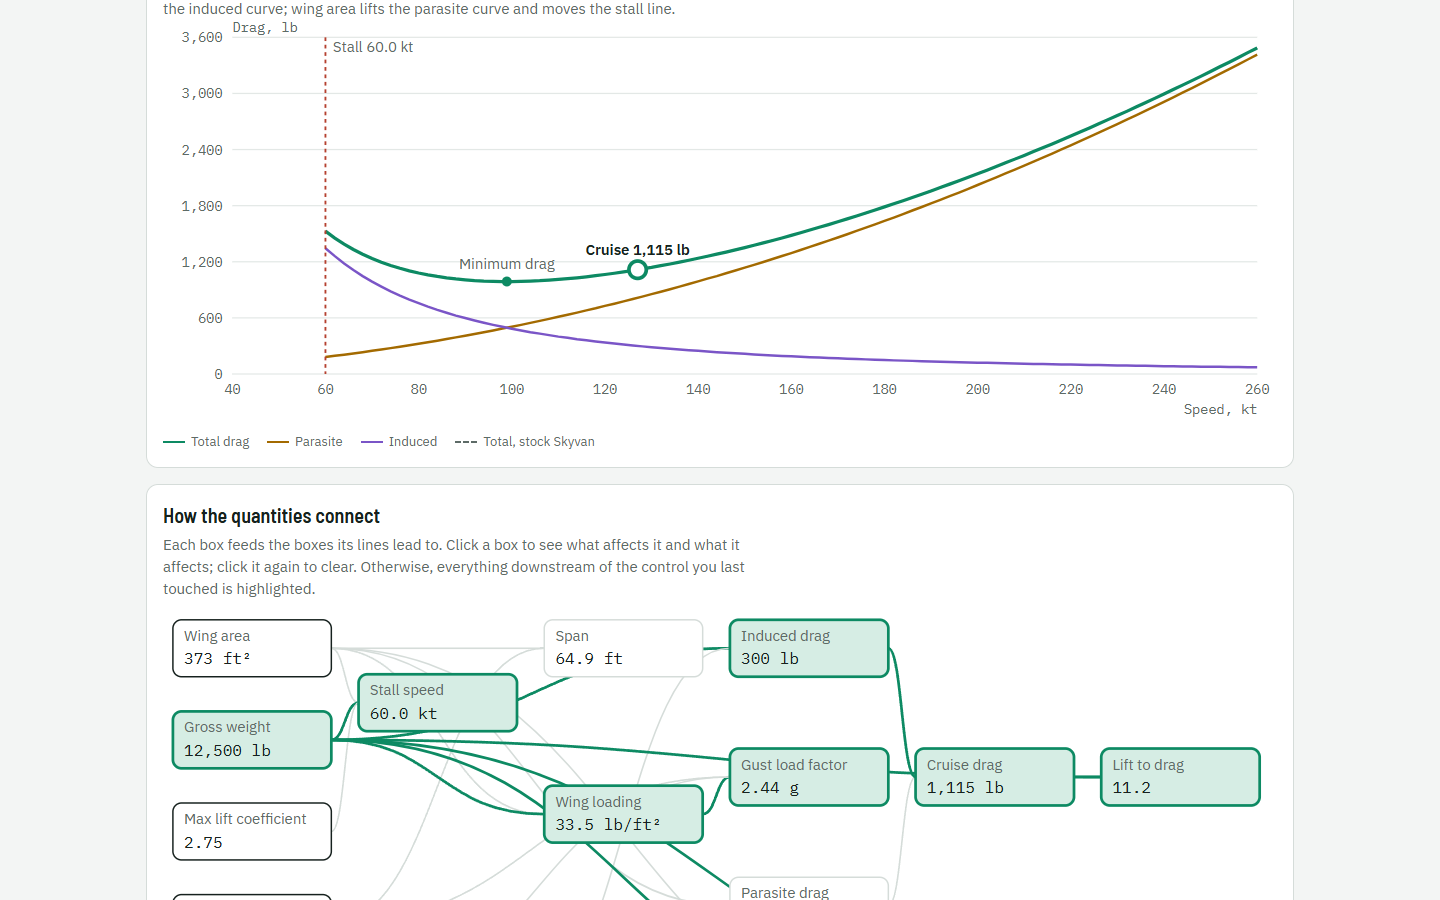 the induced curve; wing area lifts the parasite curve and moves the stall line.
Drag, lb
3,600
Stall 60.0 kt
3,000
2,400
1,800
Cruise 1,115 lb
Minimum drag
1,200
600
0
40 60 80 100 120 140 160 180 200 220 240 260
Speed, kt
Total drag Parasite Induced Total, stock Skyvan
How the quantities connect
Each box feeds the boxes its lines lead to. Click a box to see what affects it and what it
affects; click it again to clear. Otherwise, everything downstream of the control you last
touched is highlighted.
Wing area
373 ft²
Span
64.9 ft
Induced drag
300 lb
Stall speed
60.0 kt
Gross weight
12,500 lb
Gust load factor
2.44 g
Cruise drag
1,115 lb
Lift to drag
11.2
Wing loading
33.5 lb/ft²
Max lift coefficient
2.75
Parasite drag